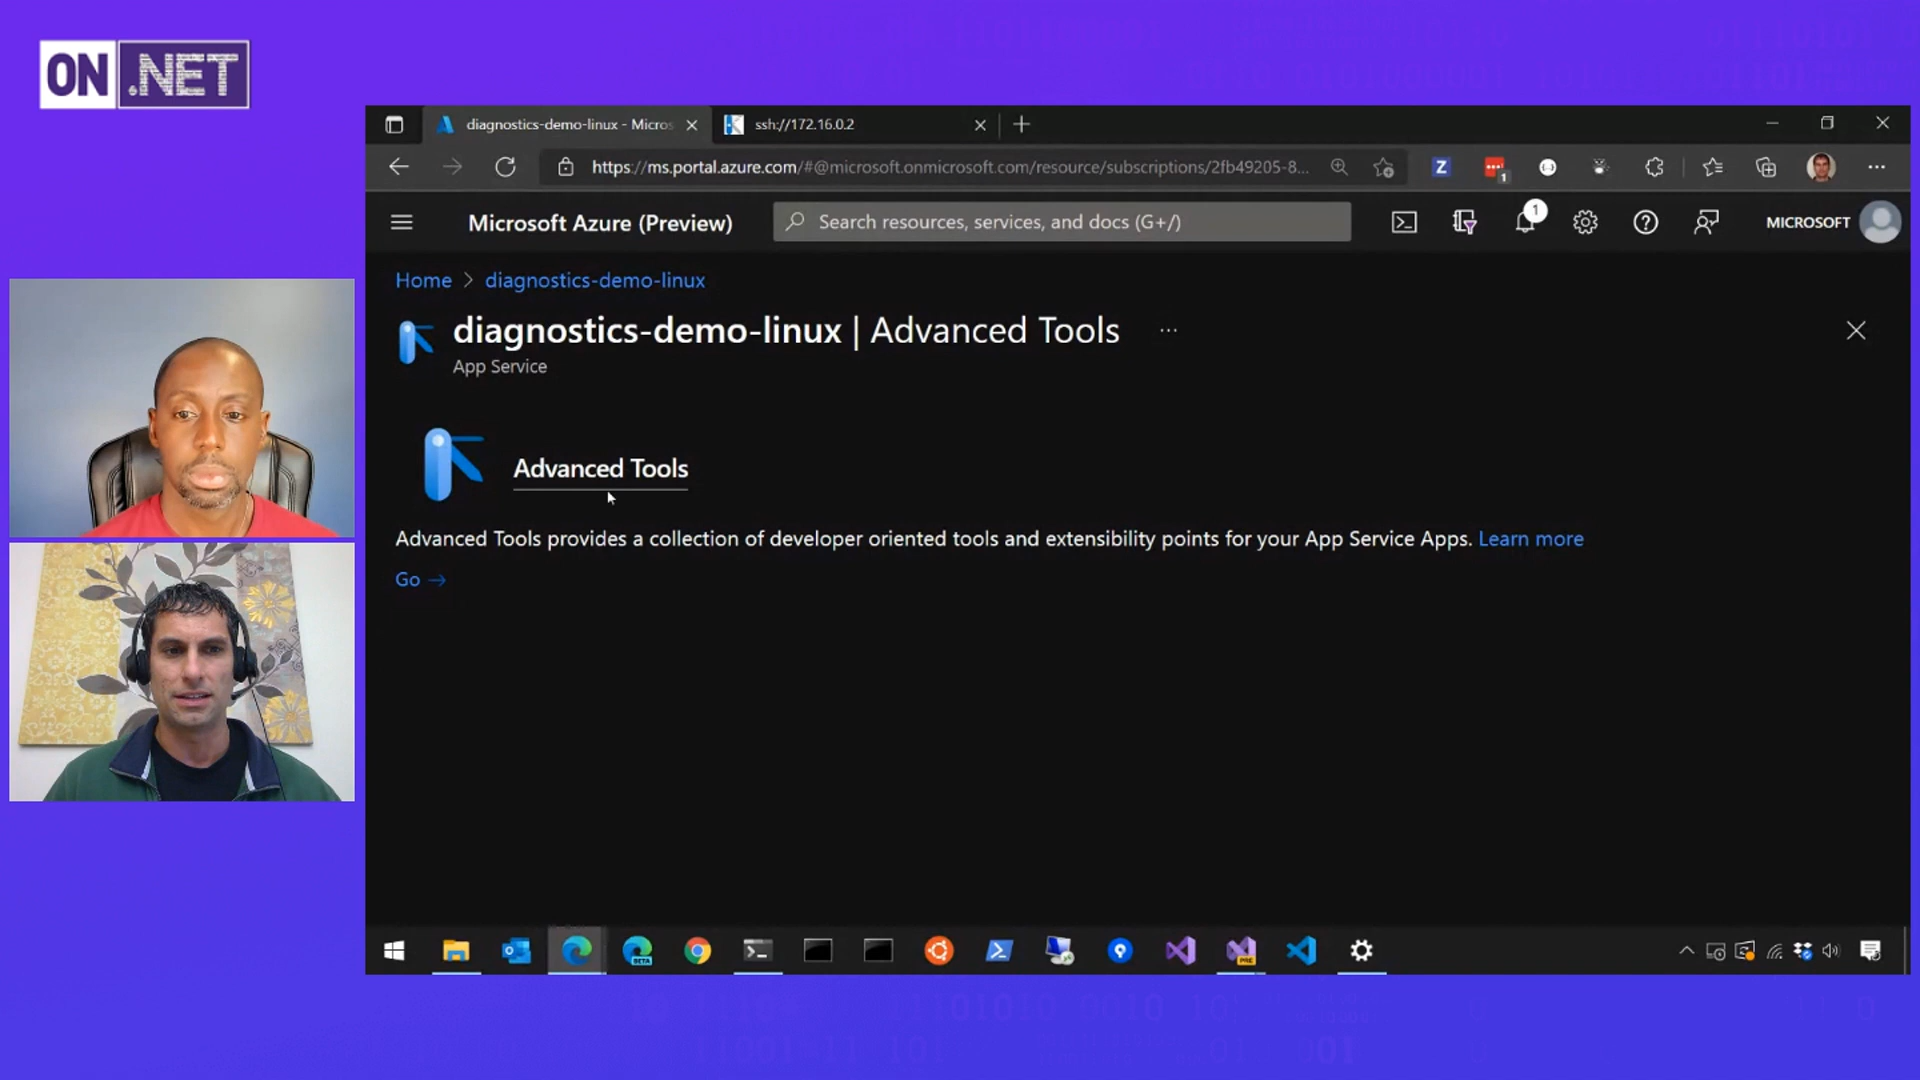 ON .NET
diagnostics-demo-linux - Micros
ssh://172.16.0.2
https://ms.portal.azure.com/#@microsoft.onmicrosoft.com/resource/subscriptions/2fb49205-8...
Z
1
Microsoft Azure (Preview)
Search resources, services, and docs (G+/)
1
MICROSOFT
Home > diagnostics-demo-linux
diagnostics-demo-linux | Advanced Tools ...
App Service
Advanced Tools
Advanced Tools provides a collection of developer oriented tools and extensibility points for your App Service Apps. Learn more
Go →
BETA
PRE